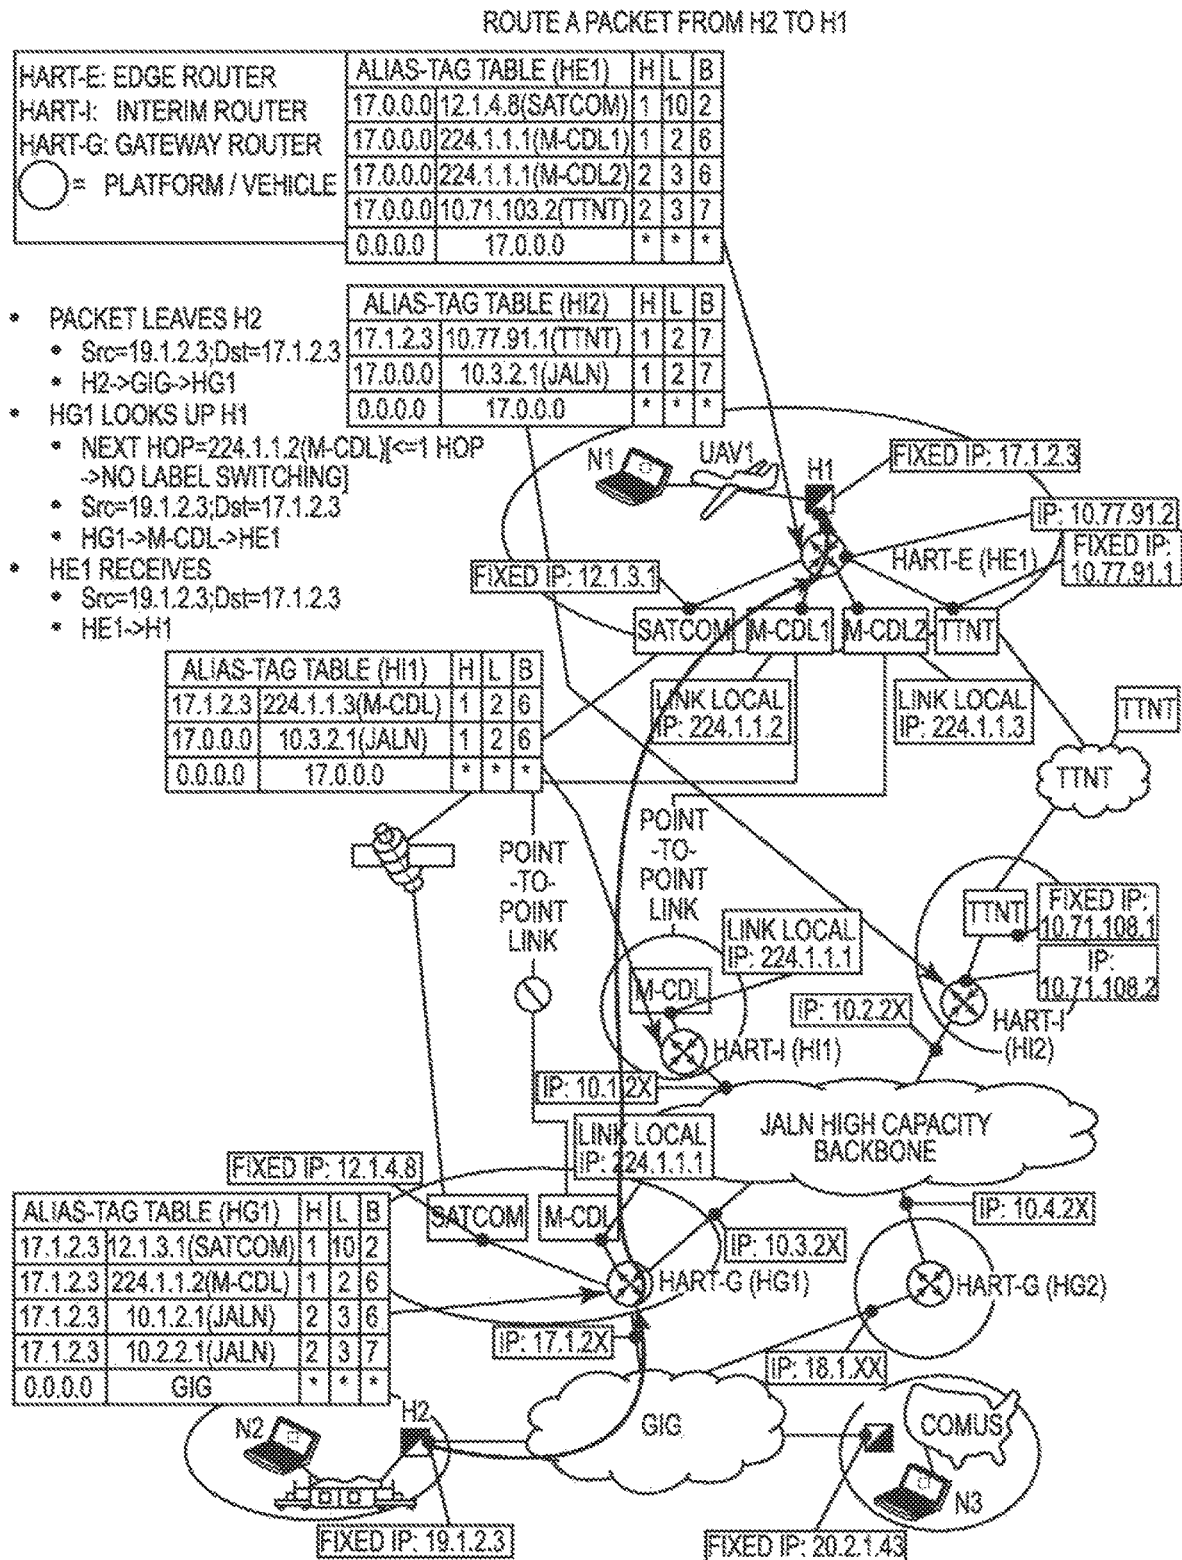 ROUTE A PACKET FROM H2 TO H1
HART-E: EDGE ROUTER
HART-I: INTERIM ROUTER
HART-G: GATEWAY ROUTER
= PLATFORM / VEHICLE
ALIAS-TAG TABLE (HE1) H L B
17.0.0.0 12.1.4.8(SATCOM) 1 10 2
17.0.0.0 224.1.1.1(M-CDL1) 1 2 6
17.0.0.0 224.1.1.1(M-CDL2) 2 3 6
17.0.0.0 10.71.103.2(TTNT) 2 3 7
0.0.0.0 17.0.0.0 * * *
ALIAS-TAG TABLE (HI2) H L B
17.1.2.3 10.77.91.1(TTNT) 1 2 7
17.0.0.0 10.3.2.1(JALN) 1 2 7
0.0.0.0 17.0.0.0 * * *
• PACKET LEAVES H2
• Src=19.1.2.3;Dst=17.1.2.3
• H2->GIG->HG1
• HG1 LOOKS UP H1
• NEXT HOP=224.1.1.2(M-CDL)[<=1 HOP
->NO LABEL SWITCHING]
• Src=19.1.2.3;Dst=17.1.2.3
• HG1->M-CDL->HE1
• HE1 RECEIVES
• Src=19.1.2.3;Dst=17.1.2.3
• HE1->H1
N1
UAV1
H1
FIXED IP: 17.1.2.3
IP: 10.77.91.2
FIXED IP:
10.77.91.1
HART-E (HE1)
FIXED IP: 12.1.3.1
SATCOM
M-CDL1
M-CDL2
TTNT
LINK LOCAL
IP: 224.1.1.2
LINK LOCAL
IP: 224.1.1.3
TTNT
TTNT
ALIAS-TAG TABLE (HI1) H L B
17.1.2.3 224.1.1.3(M-CDL) 1 2 6
17.0.0.0 10.3.2.1(JALN) 1 2 6
0.0.0.0 17.0.0.0 * * *
POINT
-TO-
POINT
LINK
POINT
-TO-
POINT
LINK
LINK LOCAL
IP: 224.1.1.1
M-CDL
HART-I (HI1)
TTNT
FIXED IP:
10.71.108.1
IP:
10.71.108.2
IP: 10.2.2X
HART-I
(HI2)
IP: 10.1.2X
JALN HIGH CAPACITY
BACKBONE
LINK LOCAL
IP: 224.1.1.1
FIXED IP: 12.1.4.8
SATCOM
M-CDL
IP: 10.3.2X
IP: 10.4.2X
ALIAS-TAG TABLE (HG1) H L B
17.1.2.3 12.1.3.1(SATCOM) 1 10 2
17.1.2.3 224.1.1.2(M-CDL) 1 2 6
17.1.2.3 10.1.2.1(JALN) 2 3 6
17.1.2.3 10.2.2.1(JALN) 2 3 7
0.0.0.0 GIG * * *
HART-G (HG1)
HART-G (HG2)
IP: 17.1.2X
IP: 18.1.XX
N2
H2
GIG
COMUS
N3
FIXED IP: 19.1.2.3
FIXED IP: 20.2.1.43